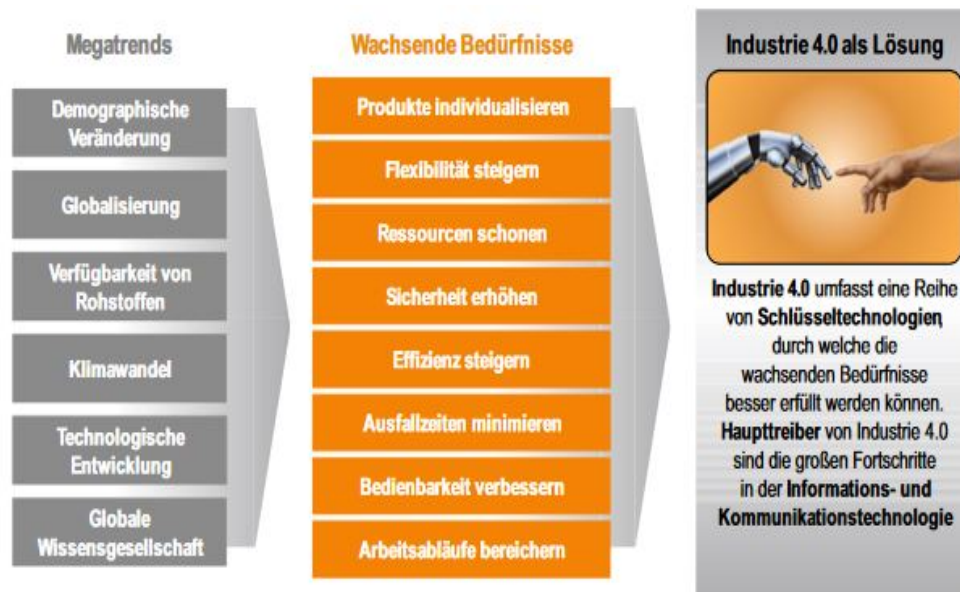 Megatrends
Demographische
Veränderung
Globalisierung
Verfügbarkeit von
Rohstoffen
Klimawandel
Technologische
Entwicklung
Globale
Wissensgesellschaft
Wachsende Bedürfnisse
Produkte individualisieren
Flexibilität steigern
Ressourcen schonen
Sicherheit erhöhen
Effizienz steigern
Ausfallzeiten minimieren
Bedienbarkeit verbessern
Arbeitsabläufe bereichern
Industrie 4.0 als Lösung
Industrie 4.0 umfasst eine Reihe
von Schlüsseltechnologien,
durch welche die
wachsenden Bedürfnisse
besser erfüllt werden können.
Haupttreiber von Industrie 4.0
sind die großen Fortschritte
in der Informations- und
Kommunikationstechnologie